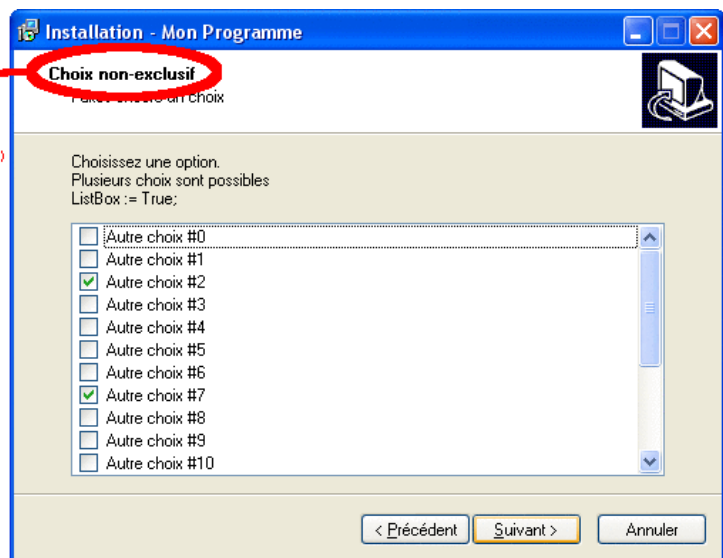 Installation - Mon Programme
Choix non-exclusif
un choix
Choisissez une option.
Plusieurs choix sont possibles
ListBox := True;
Autre choix #0
Autre choix #1
Autre choix #2
Autre choix #3
Autre choix #4
Autre choix #5
Autre choix #6
Autre choix #7
Autre choix #8
Autre choix #9
Autre choix #10
< Précédent
Suivant >
Annuler